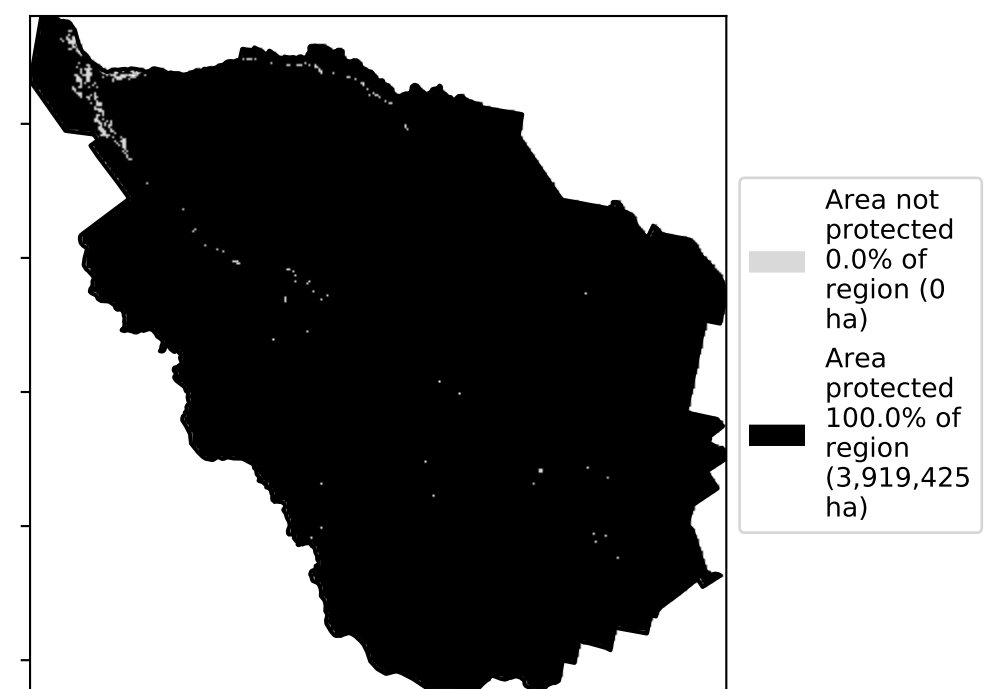 Area not
protected
0.0% of
region (0
ha)
Area
protected
100.0% of
region
(3,919,425
ha)